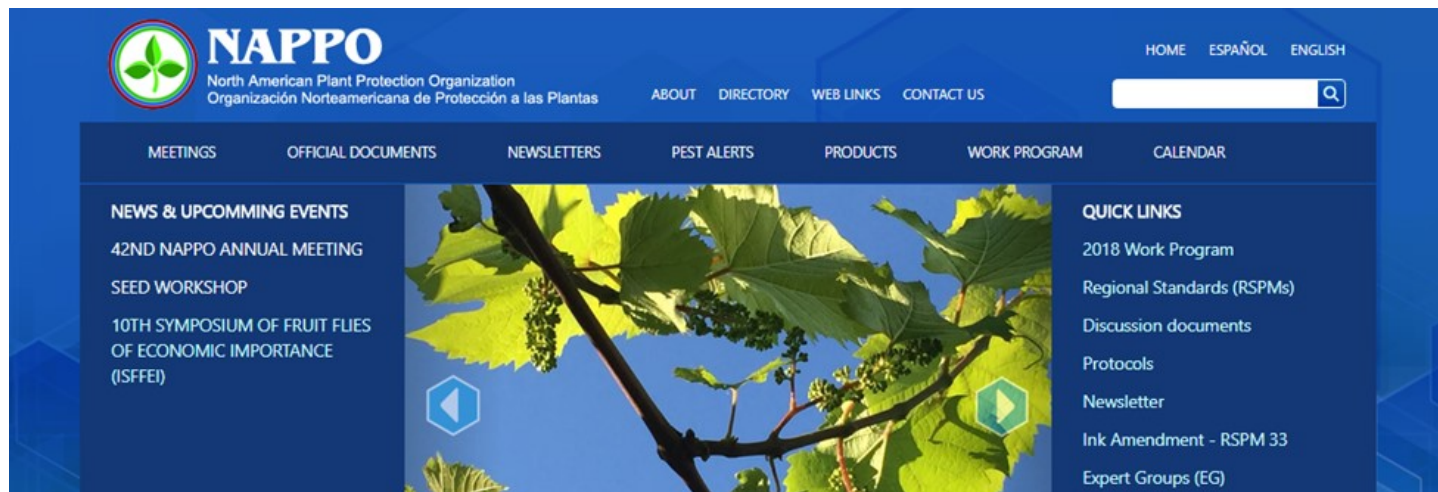 NAPPO
North American Plant Protection Organization
Organización Norteamericana de Protección a las Plantas
ABOUT DIRECTORY WEB LINKS CONTACT US
HOME ESPAÑOL ENGLISH
MEETINGS OFFICIAL DOCUMENTS NEWSLETTERS PEST ALERTS PRODUCTS WORK PROGRAM CALENDAR
NEWS & UPCOMMING EVENTS
42ND NAPPO ANNUAL MEETING
SEED WORKSHOP
10TH SYMPOSIUM OF FRUIT FLIES
OF ECONOMIC IMPORTANCE
(ISFFEI)
QUICK LINKS
2018 Work Program
Regional Standards (RSPMs)
Discussion documents
Protocols
Newsletter
Ink Amendment - RSPM 33
Expert Groups (EG)